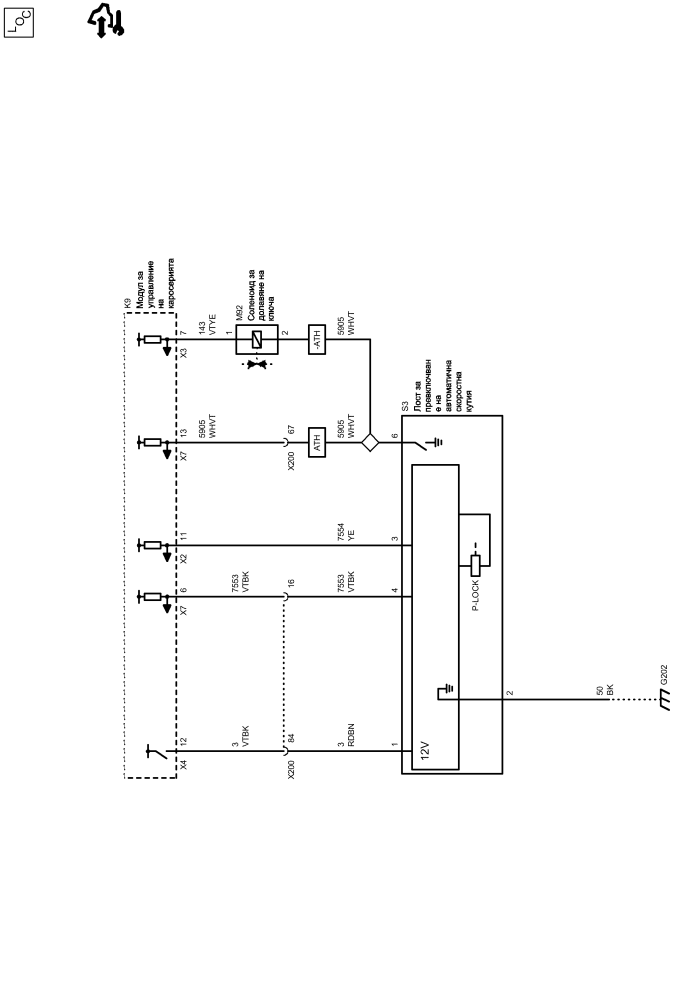 LOC
K9
Модул за
управление
на
каросерията
X4
12
3
VTBK
X200
84
3
RDBN
1
X7
6
7553
VTBK
16
7553
VTBK
4
X2
11
7554
YE
3
X7
13
5905
WHVT
X200
67
ATH
5905
WHVT
6
X3
7
143
VTYE
1
M92
Соленоид за
долавяне на
ключа
2
-ATH
5905
WHVT
S3
Лост за
превключван
е на
автоматична
скоростна
кутия
12V
P-LOCK
2
50
BK
G202